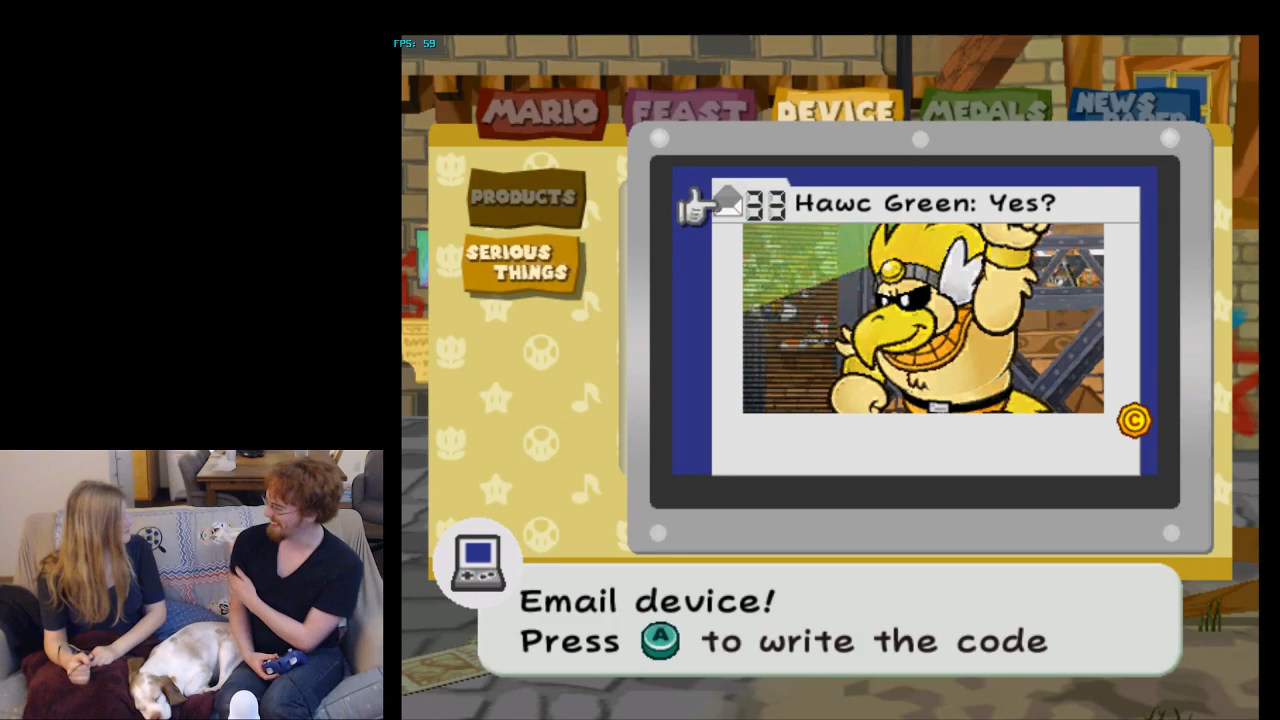 FPS: 59
MARIO
FEAST
DEVICE
MEDALS
NEWS
PAPER
PRODUCTS
SERIOUS
THINGS
33 Hawc Green: Yes?
C
Email device!
Press A to write the code